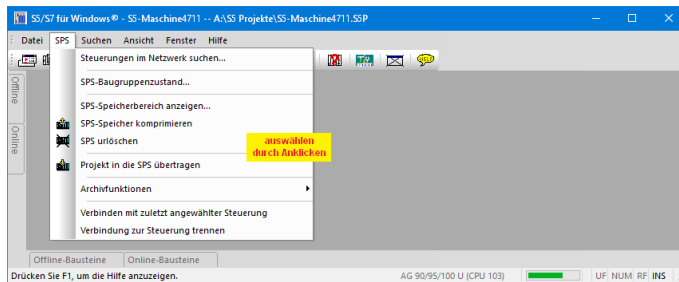 S5/S7 für Windows® - S5-Maschine4711 -- A:\S5 Projekte\S5-Maschine4711.S5P
Datei SPS Suchen Ansicht Fenster Hilfe
HELP
Steuerungen im Netzwerk suchen...
SPS-Baugruppenzustand...
SPS-Speicherbereich anzeigen...
SPS-Speicher komprimieren
SPS urlöschen
auswählen
durch Anklicken
Projekt in die SPS übertragen
Archivfunktionen
Verbinden mit zuletzt angewählter Steuerung
Verbindung zur Steuerung trennen
Offline
Online
Offline-Bausteine Online-Bausteine
Drücken Sie F1, um die Hilfe anzuzeigen. AG 90/95/100 U (CPU 103) UF NUM RF INS